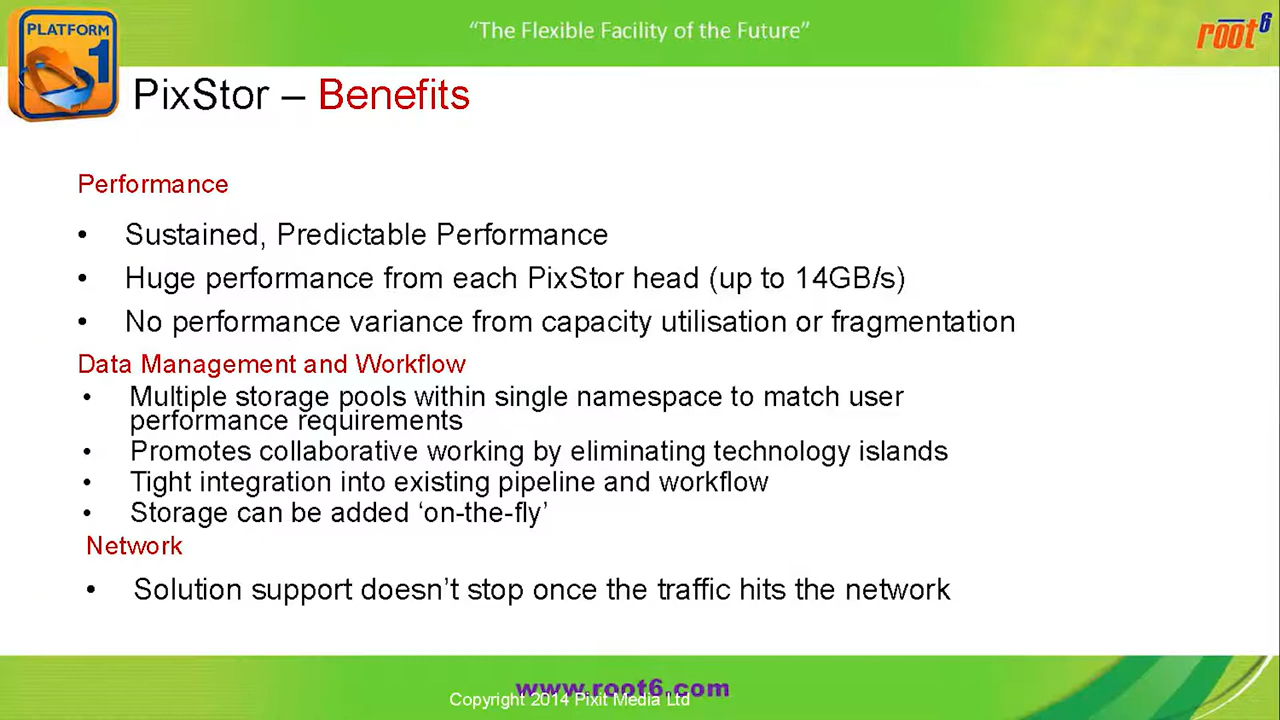 “The Flexible Facility of the Future”
root6
PLATFORM
1
PixStor – Benefits
Performance
• Sustained, Predictable Performance
• Huge performance from each PixStor head (up to 14GB/s)
• No performance variance from capacity utilisation or fragmentation
Data Management and Workflow
• Multiple storage pools within single namespace to match user
performance requirements
• Promotes collaborative working by eliminating technology islands
• Tight integration into existing pipeline and workflow
• Storage can be added ‘on-the-fly’
Network
• Solution support doesn’t stop once the traffic hits the network
www.root6.com
Copyright 2014 Pixit Media Ltd